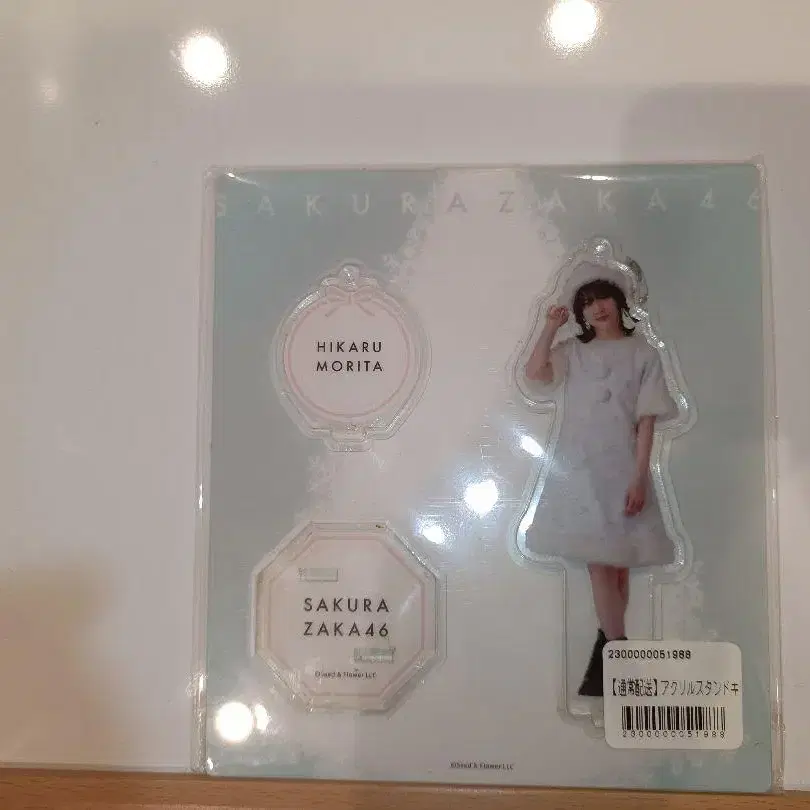 SAKURAZAKA46
HIKARU
MORITA
SAKURA
ZAKA46
©Seed & Flower LLC
2300000051988
【通常配送】アクリルスタンドキ
2300000051988
©Seed & Flower LLC